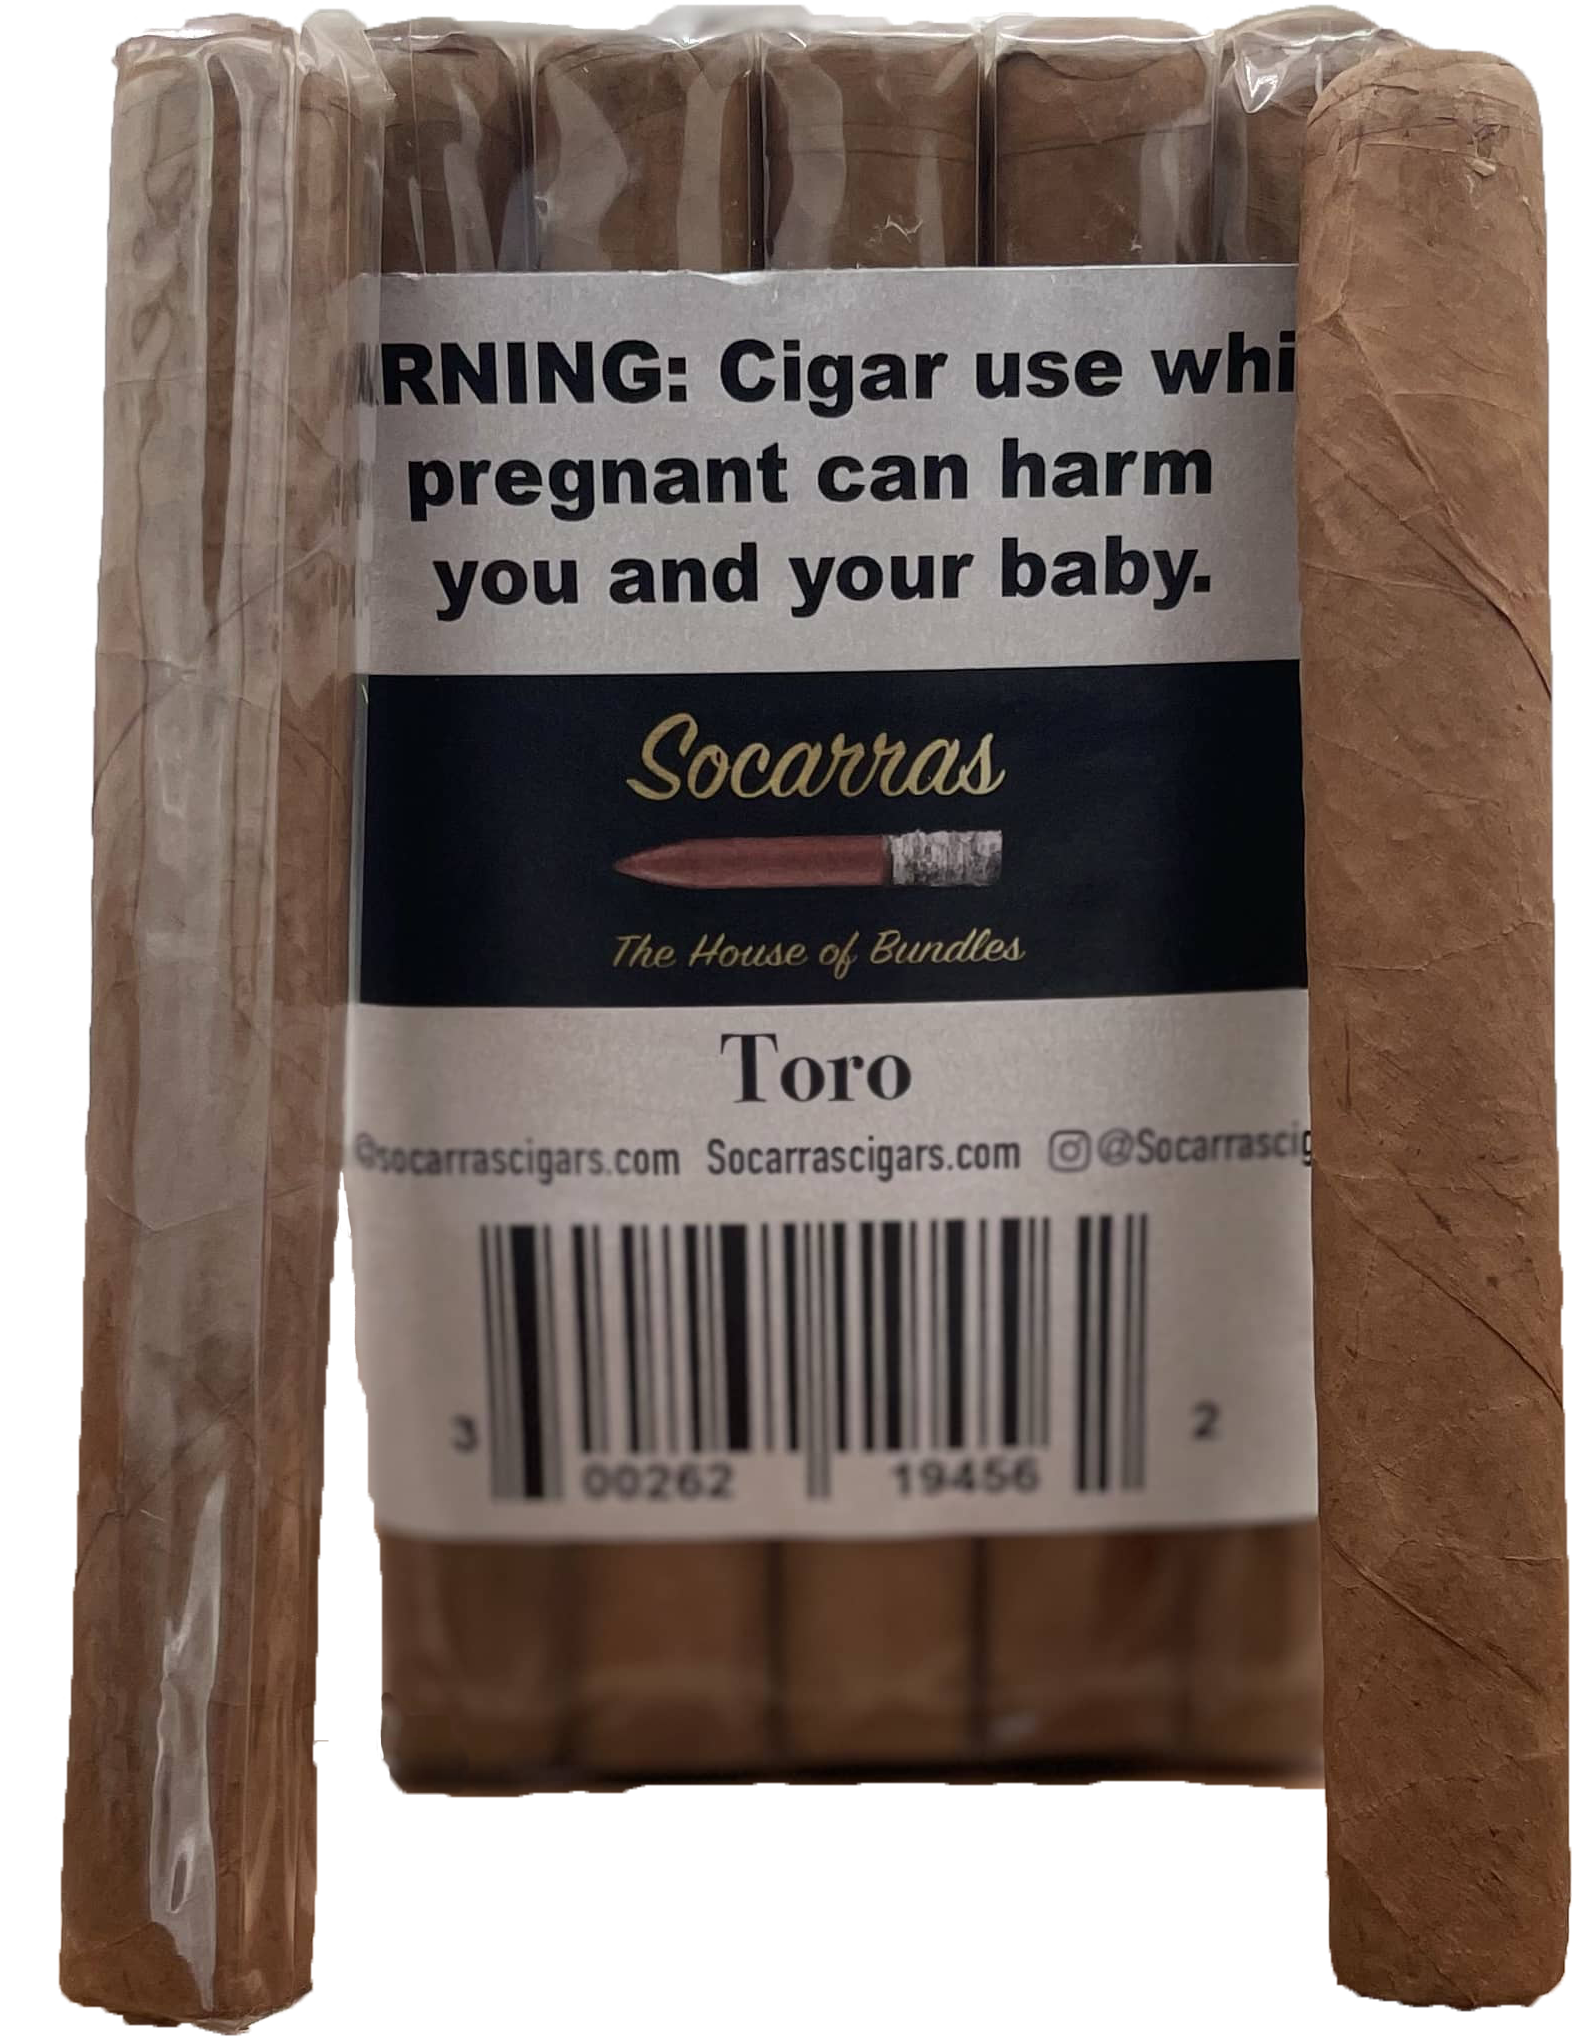 RNING: Cigar use whi
pregnant can harm
you and your baby.
Socarras
The House of Bundles
Toro
@socarrascigars.com Socarrascigars.com @Socarrascig
3 00262 19456 2